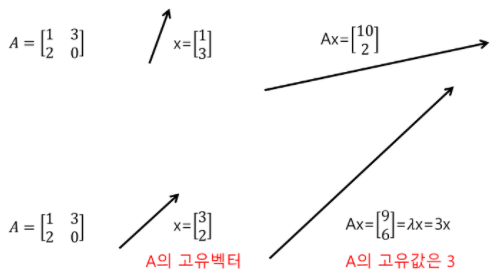 A = [1 3 2 0] x=[1 3] Ax=[10 2]
A = [1 3 2 0] x=[3 2] Ax=[9 6]=λx=3x
A의 고유벡터 A의 고유값은 3